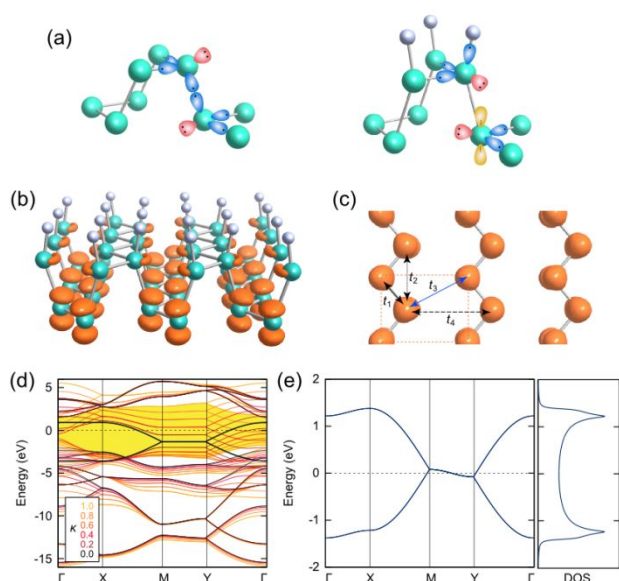 (a)
(b)
(c)
t1
t2
t3
t4
(d)
Energy (eV)
5
0
-5
-10
-15
κ
1.0
0.8
0.6
0.4
0.2
0.0
Γ X M Y Γ
(e)
Energy (eV)
2
1
0
-1
-2
Γ X M Y Γ
DOS